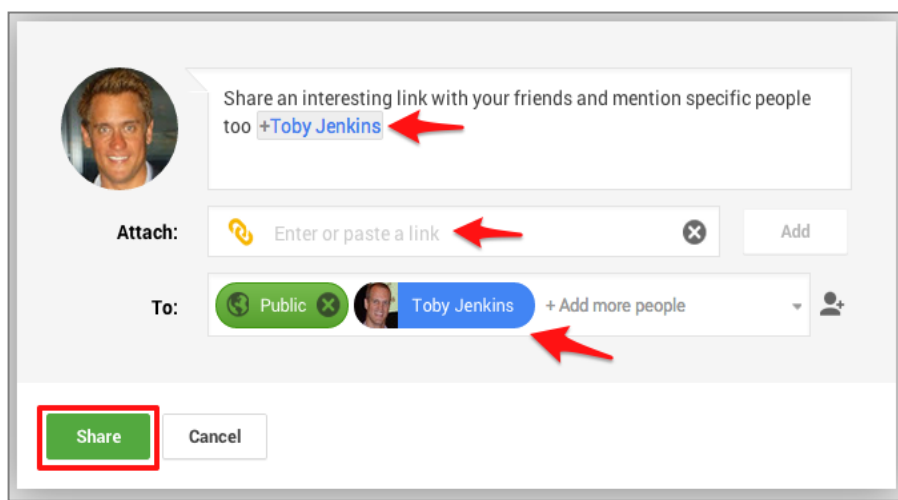 Share an interesting link with your friends and mention specific people
too +Toby Jenkins
Attach: Enter or paste a link Add
To: Public Toby Jenkins + Add more people
Share Cancel